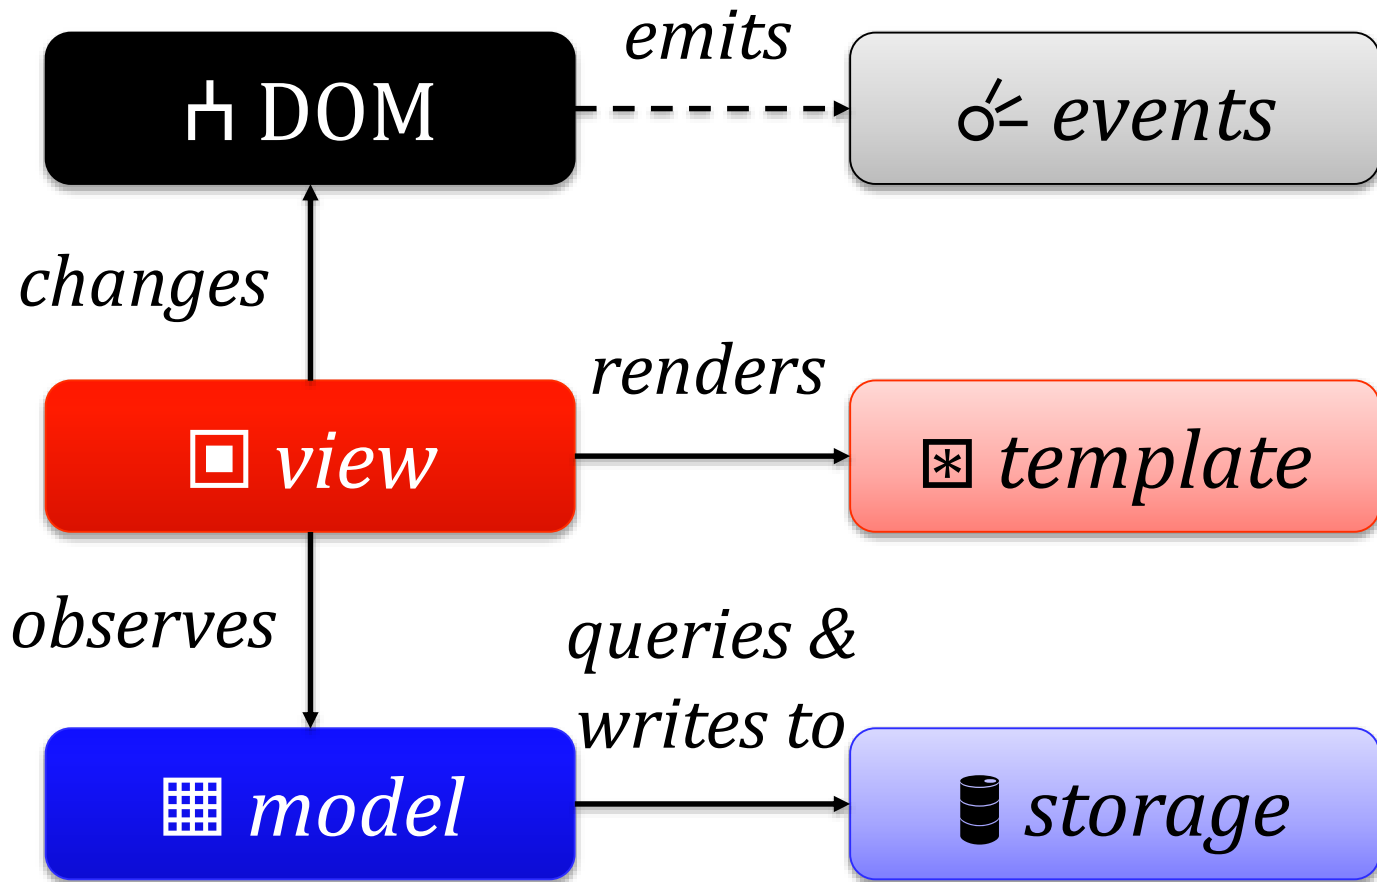 emits
DOM
events
changes
renders
view
template
observes
queries &
writes to
model
storage